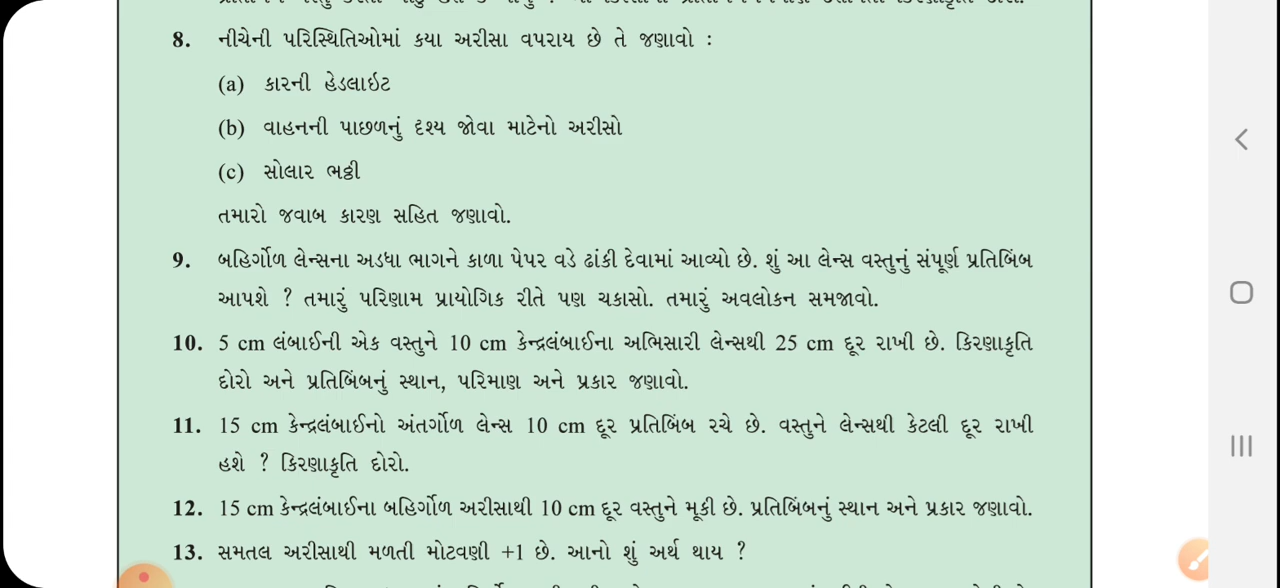 8. નીચેની પરિસ્થિતિઓમાં કયા અરીસા વપરાય છે તે જણાવો :
(a) કારની હેડલાઇટ
(b) વાહનની પાછળનું દૃશ્ય જોવા માટેનો અરીસો
(c) સોલાર ભઠ્ઠી
તમારો જવાબ કારણ સહિત જણાવો.
9. બહિર્ગોળ લેન્સના અડધા ભાગને કાળા પેપર વડે ઢાંકી દેવામાં આવ્યો છે. શું આ લેન્સ વસ્તુનું સંપૂર્ણ પ્રતિબિંબ
આપશે ? તમારું પરિણામ પ્રાયોગિક રીતે પણ ચકાસો. તમારું અવલોકન સમજાવો.
10. 5 cm લંબાઈની એક વસ્તુને 10 cm કેન્દ્રલંબાઈના અભિસારી લેન્સથી 25 cm દૂર રાખી છે. કિરણાકૃતિ
દોરો અને પ્રતિબિંબનું સ્થાન, પરિમાણ અને પ્રકાર જણાવો.
11. 15 cm કેન્દ્રલંબાઈનો અંતર્ગોળ લેન્સ 10 cm દૂર પ્રતિબિંબ રચે છે. વસ્તુને લેન્સથી કેટલી દૂર રાખી
હશે ? કિરણાકૃતિ દોરો.
12. 15 cm કેન્દ્રલંબાઈના બહિર્ગોળ અરીસાથી 10 cm દૂર વસ્તુને મૂકી છે. પ્રતિબિંબનું સ્થાન અને પ્રકાર જણાવો.
13. સમતલ અરીસાથી મળતી મોટવણી +1 છે. આનો શું અર્થ થાય ?